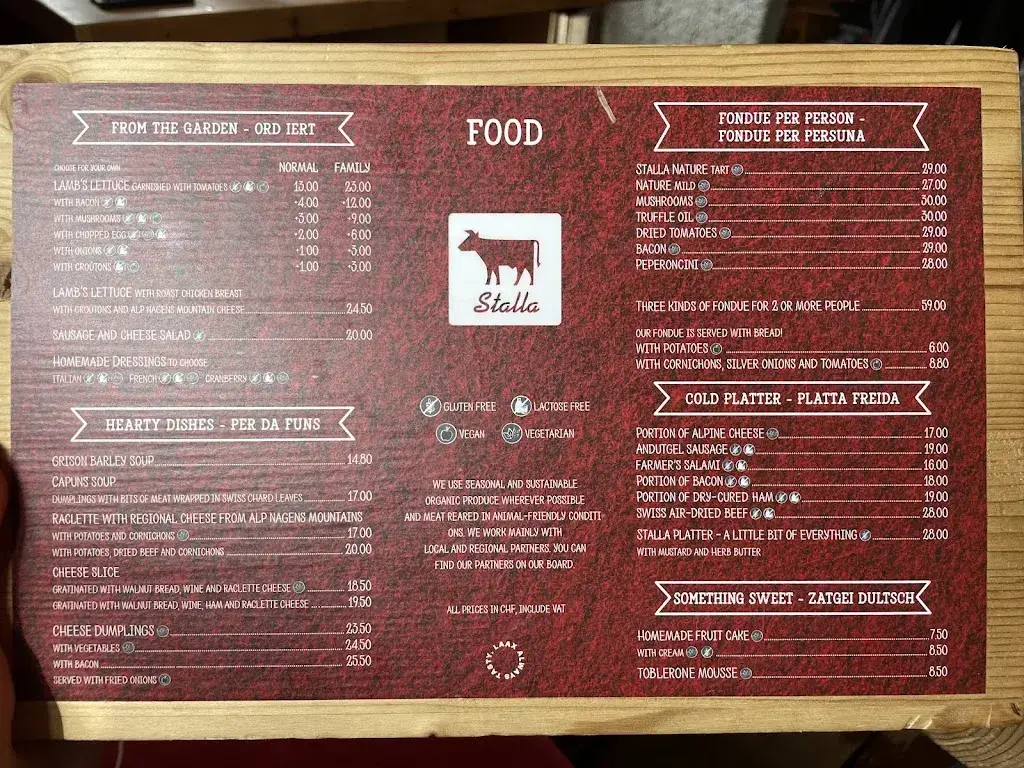 FROM THE GARDEN - ORD IERT
CHOOSE FOR YOUR OWN NORMAL FAMILY
LAMB'S LETTUCE GARNISHED WITH TOMATOES 13.00 23.00
WITH BACON +4.00 +12.00
WITH MUSHROOMS +3.00 +9.00
WITH CHOPPED EGG +2.00 +6.00
WITH ONIONS +1.00 +3.00
WITH CROÛTONS +1.00 +3.00
LAMB'S LETTUCE WITH ROAST CHICKEN BREAST
WITH CROUTONS AND ALP NAGENS MOUNTAIN CHEESE 24.50
SAUSAGE AND CHEESE SALAD 20.00
HOMEMADE DRESSINGS TO CHOOSE
ITALIAN FRENCH CRANBERRY
HEARTY DISHES - PER DA FUNS
GRISON BARLEY SOUP 14.80
CAPUNS SOUP
DUMPLINGS WITH BITS OF MEAT WRAPPED IN SWISS CHARD LEAVES 17.00
RACLETTE WITH REGIONAL CHEESE FROM ALP NAGENS MOUNTAINS
WITH POTATOES AND CORNICHONS 17.00
WITH POTATOES, DRIED BEEF AND CORNICHONS 20.00
CHEESE SLICE
GRATINATED WITH WALNUT BREAD, WINE AND RACLETTE CHEESE 18.50
GRATINATED WITH WALNUT BREAD, WINE, HAM AND RACLETTE CHEESE 19.50
CHEESE DUMPLINGS 23.50
WITH VEGETABLES 24.50
WITH BACON 25.50
SERVED WITH FRIED ONIONS
FOOD
Stalla
GLUTEN FREE LACTOSE FREE
VEGAN VEGETARIAN
WE USE SEASONAL AND SUSTAINABLE
ORGANIC PRODUCE WHEREVER POSSIBLE
AND MEAT REARED IN ANIMAL-FRIENDLY CONDITI-
ONS. WE WORK MAINLY WITH
LOCAL AND REGIONAL PARTNERS. YOU CAN
FIND OUR PARTNERS ON OUR BOARD.
ALL PRICES IN CHF, INCLUDE VAT
LAAX ALWAYS TASTY.
FONDUE PER PERSON -
FONDUE PER PERSUNA
STALLA NATURE TART 29.00
NATURE MILD 27.00
MUSHROOMS 30.00
TRUFFLE OIL 30.00
DRIED TOMATOES 29.00
BACON 29.00
PEPERONCINI 28.00
THREE KINDS OF FONDUE FOR 2 OR MORE PEOPLE 59.00
OUR FONDUE IS SERVED WITH BREAD!
WITH POTATOES 6.00
WITH CORNICHONS, SILVER ONIONS AND TOMATOES 8.80
COLD PLATTER - PLATTA FREIDA
PORTION OF ALPINE CHEESE 17.00
ANDUTGEL SAUSAGE 19.00
FARMER'S SALAMI 16.00
PORTION OF BACON 18.00
PORTION OF DRY-CURED HAM 19.00
SWISS AIR-DRIED BEEF 28.00
STALLA PLATTER - A LITTLE BIT OF EVERYTHING 28.00
WITH MUSTARD AND HERB BUTTER
SOMETHING SWEET - ZATGEI DULTSCH
HOMEMADE FRUIT CAKE 7.50
WITH CREAM 8.50
TOBLERONE MOUSSE 8.50